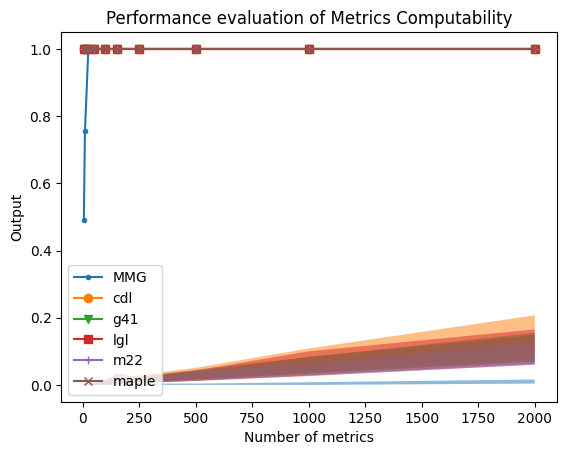 Performance evaluation of Metrics Computability
1.0
0.8
0.6
0.4
0.2
0.0
Output
MMG
cdl
g41
lgl
m22
maple
0 250 500 750 1000 1250 1500 1750 2000
Number of metrics